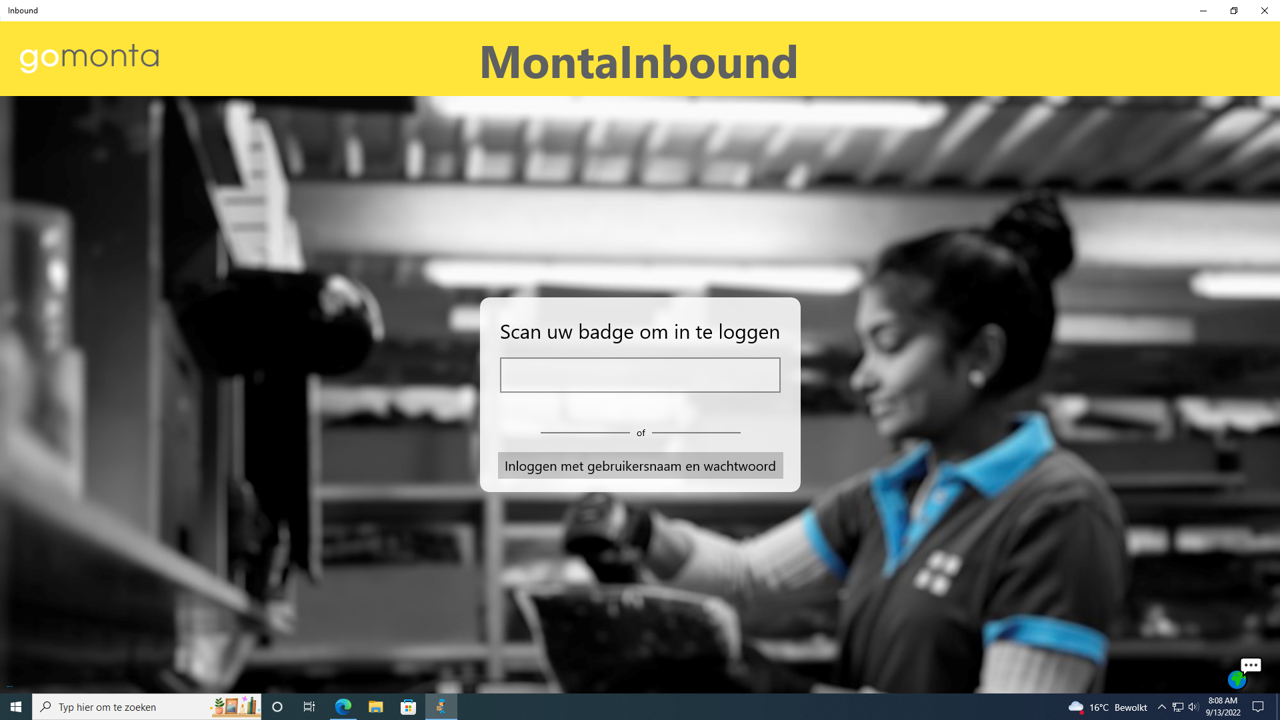 Inbound
gomonta
MontaInbound
Scan uw badge om in te loggen
of
Inloggen met gebruikersnaam en wachtwoord
Typ hier om te zoeken
16°C Bewolkt
8:08 AM
9/13/2022